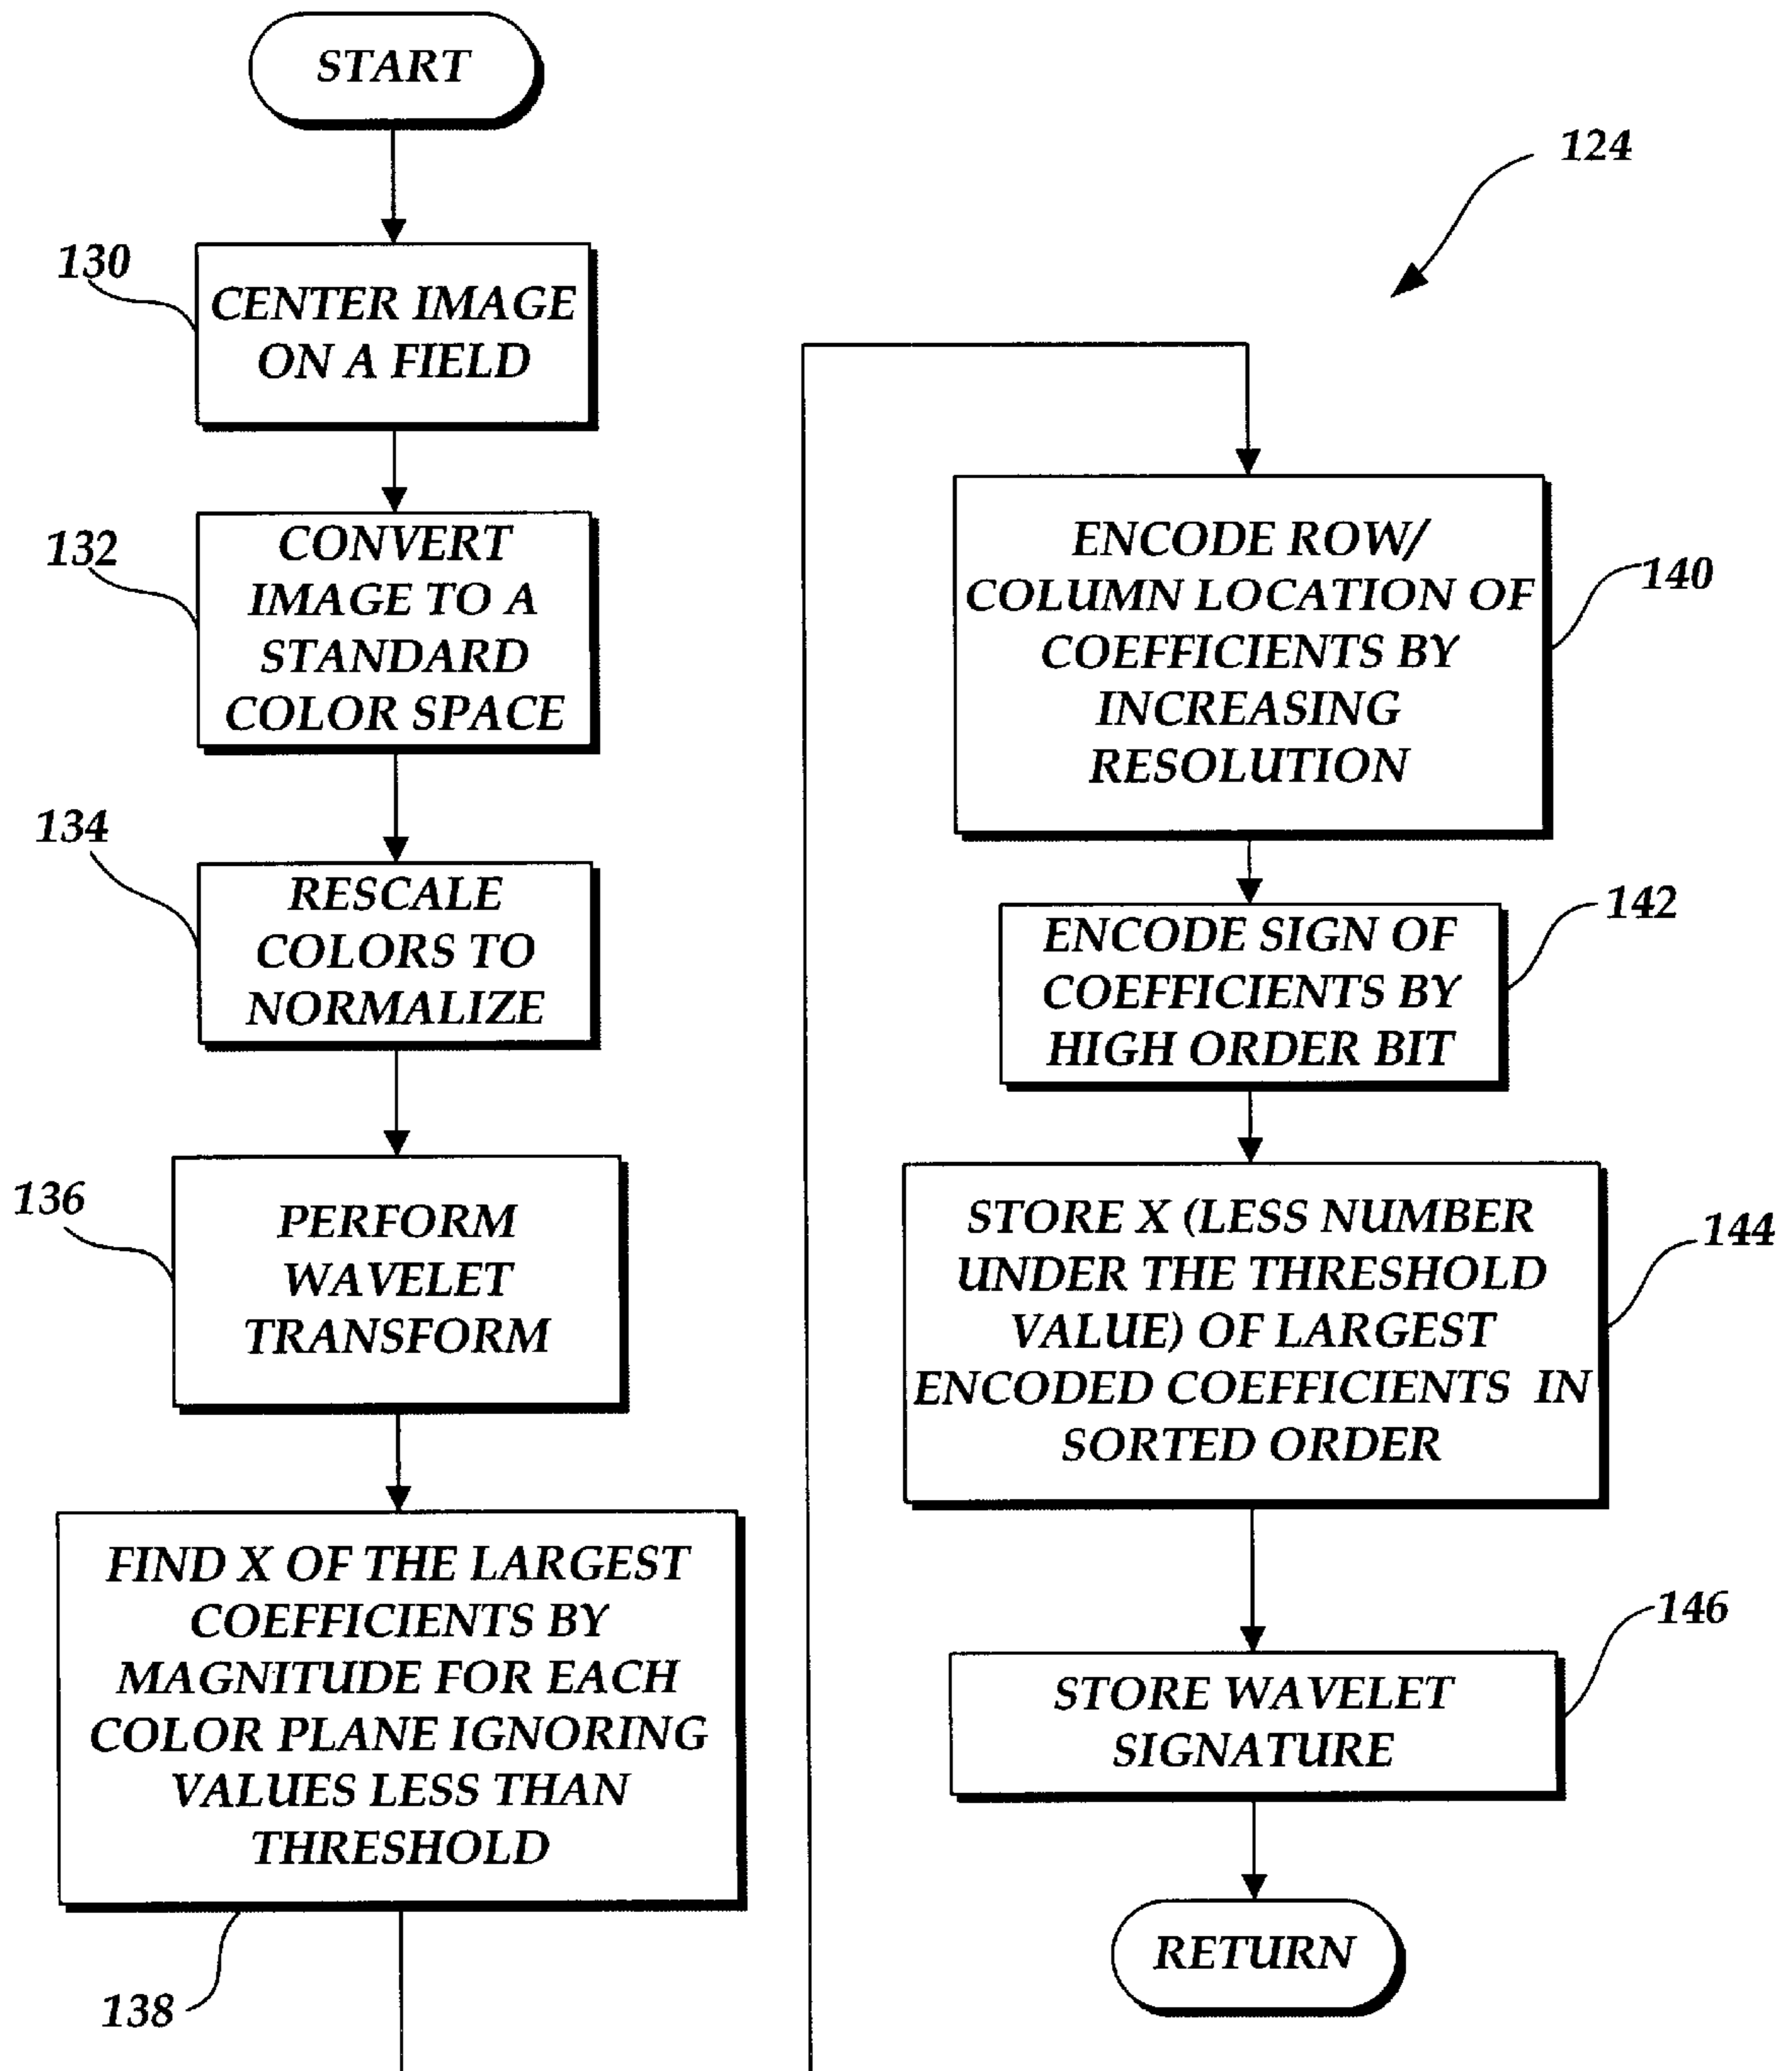 START
130
CENTER IMAGE
ON A FIELD
132
CONVERT
IMAGE TO A
STANDARD
COLOR SPACE
134
RESCALE
COLORS TO
NORMALIZE
136
PERFORM
WAVELET
TRANSFORM
FIND X OF THE LARGEST
COEFFICIENTS BY
MAGNITUDE FOR EACH
COLOR PLANE IGNORING
VALUES LESS THAN
THRESHOLD
138
124
ENCODE ROW/
COLUMN LOCATION OF
COEFFICIENTS BY
INCREASING
RESOLUTION
140
ENCODE SIGN OF
COEFFICIENTS BY
HIGH ORDER BIT
142
STORE X (LESS NUMBER
UNDER THE THRESHOLD
VALUE) OF LARGEST
ENCODED COEFFICIENTS IN
SORTED ORDER
144
STORE WAVELET
SIGNATURE
146
RETURN